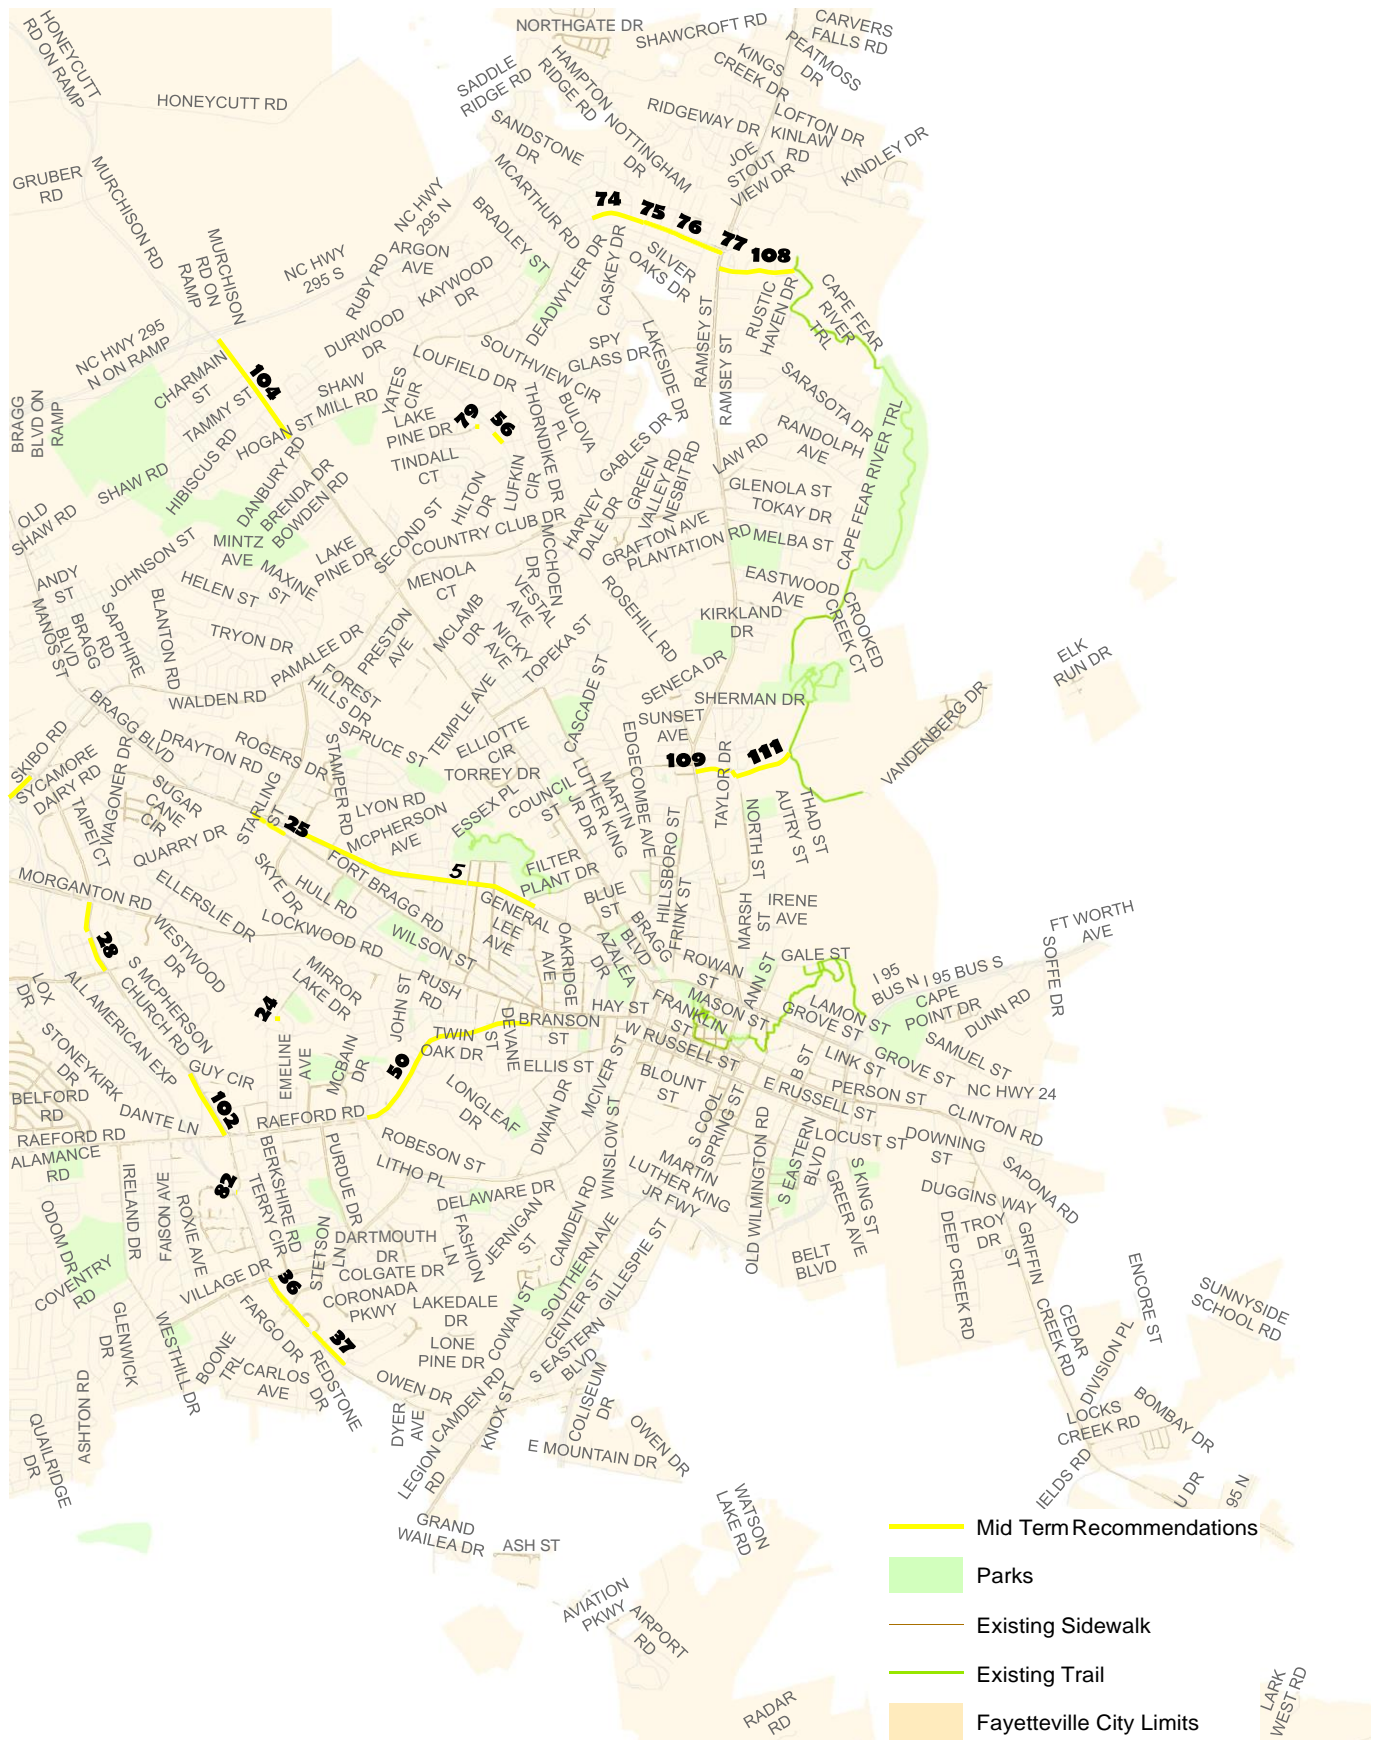 NORTHGATE DR
SHAWCROFT RD
CARVERS
FALLS RD
HONEYCUTT
RD ON RAMP
HONEYCUTT RD
SADDLE
RIDGE RD
HAMPTON
RIDGE RD
KINGS
CREEK DR
PEATMOSS
DR
RIDGEWAY DR
LOFTON DR
KINLAW
RD
SANDSTONE
DR
NOTTINGHAM
DR
JOE
STOUT
VIEW DR
KINDLEY DR
GRUBER
RD
MURCHISON RD
MCARTHUR RD
NC HWY
295 N
BRADLEY ST
74
75
76
77
108
MURCHISON
RD ON
RAMP
NC HWY
295 S
ARGON
AVE
RUBY RD
KAYWOOD
DR
DEADWYLER DR
CASKEY DR
SILVER
OAKS DR
RAMSEY ST
RUSTIC
HAVEN DR
CAPE FEAR
RIVER
TRL
NC HWY 295
N ON RAMP
DURWOOD
DR
LOUFIELD DR
SOUTHVIEW CIR
SPY
GLASS DR
LAKESIDE DR
RAMSEY ST
SARASOTA DR
BRAGG
BLVD ON
RAMP
CHARMAIN
ST
104
TAMMY ST
HOGAN ST
SHAW
MILL RD
YATES
CIR
LAKE
PINE DR
79
56
THORNDIKE DR
BULOVA
PL
GABLES DR
RANDOLPH
AVE
CAPE FEAR RIVER TRL
SHAW RD
HIBISCUS RD
DANBURY RD
BRENDA DR
BOWDEN RD
TINDALL
CT
HILTON
DR
LUFKIN
CIR
HARVEY
DALE DR
GREEN
VALLEY RD
NESBIT RD
LAW RD
GLENOLA ST
TOKAY DR
OLD
SHAW RD
JOHNSON ST
MINTZ
AVE
LAKE
PINE DR
SECOND ST
COUNTRY CLUB DR
GRAFTON AVE
PLANTATION RD
MELBA ST
ANDY
ST
HELEN ST
MAXINE
ST
MENOLA
CT
MCCHOEN
DR
VESTAL
AVE
ROSEHILL RD
EASTWOOD
AVE
CROOKED
CREEK CT
MANOS ST
BRAGG
BLVD
SAPPHIRE
RD
BLANTON RD
TRYON DR
PAMALEE DR
PRESTON
AVE
MCLAMB
DR
NICKY
AVE
TOPEKA ST
KIRKLAND
DR
ELK
RUN DR
WALDEN RD
FOREST
HILLS DR
TEMPLE AVE
CASCADE ST
SENECA DR
SHERMAN DR
VANDENBERG DR
SKIBO RD
BRAGG BLVD
DRAYTON RD
ROGERS DR
SPRUCE ST
ELLIOTTE
CIR
TORREY DR
EDGECOMBE AVE
SUNSET
AVE
109
111
SYCAMORE
DAIRY RD
WAGONER DR
TAIPEI CT
SUGAR
CANE
CIR
STARLING
ST
STAMPER RD
LYON RD
MCPHERSON
AVE
ESSEX PL
COUNCIL
ST
MARTIN
LUTHER KING
JR DR
TAYLOR DR
NORTH ST
AUTRY ST
THAD ST
QUARRY DR
25
5
SKYE DR
FORT BRAGG RD
FILTER
PLANT DR
HILLSBORO ST
FRINK ST
MORGANTON RD
ELLERSLIE DR
HULL RD
LOCKWOOD RD
GENERAL
LEE
AVE
BLUE
ST
BRAGG
BLVD
MARSH
ST
IRENE
AVE
FT WORTH
AVE
28
WESTWOOD
DR
WILSON ST
OAKRIDGE
AVE
AZALEA
DR
ROWAN
ST
GALE ST
SOFFE DR
LOX
DR
ALL AMERICAN EXP
S MCPHERSON
CHURCH RD
MIRROR
LAKE DR
24
JOHN ST
RUSH
RD
HAY ST
FRANKLIN
ST
MASON ST
ANN ST
I 95
BUS N
I 95 BUS S
LAMON ST
GROVE ST
CAPE
POINT DR
DUNN RD
STONEYKIRK
DR
EMELINE
AVE
MCBAIN
DR
50
TWIN
OAK DR
DEVANE
ST
BRANSON
ST
ELLIS ST
W RUSSELL ST
B ST
LINK ST
GROVE ST
SAMUEL ST
BELFORD
RD
GUY CIR
102
DANTE LN
RAEFORD RD
LONGLEAF
DR
DWAIN DR
MCIVER ST
BLOUNT
ST
E RUSSELL ST
PERSON ST
NC HWY 24
CLINTON RD
RAEFORD RD
ALAMANCE
RD
ROBESON ST
WINSLOW ST
S COOL
SPRING ST
OLD WILMINGTON RD
LOCUST ST
DOWNING
ST
SAPONA RD
82
IRELAND DR
FAISON AVE
ROXIE AVE
BERKSHIRE RD
TERRY CIR
PURDUE DR
LITHO PL
DELAWARE DR
MARTIN
LUTHER KING
JR FWY
S EASTERN
BLVD
S KING ST
GREER AVE
DUGGINS WAY
ODOM DR
STETSON
LN
DARTMOUTH
DR
FASHION
LN
JERNIGAN
ST
CAMDEN RD
SOUTHERN AVE
GILLESPIE ST
BELT
BLVD
DEEP CREEK RD
TROY
DR
GRIFFIN
ST
COVENTRY
RD
VILLAGE DR
36
COLGATE DR
CORONADA
PKWY
LAKEDALE
DR
COWAN ST
CENTER ST
ENCORE ST
SUNNYSIDE
SCHOOL RD
GLENWICK
DR
WESTHILL DR
FARGO DR
37
LONE
PINE DR
S EASTERN
BLVD
CEDAR
CREEK RD
DIVISION PL
ASHTON RD
BOONE
TRL
CARLOS
AVE
REDSTONE
DR
OWEN DR
CAMDEN RD
KNOX ST
COLISEUM
DR
LOCKS
CREEK RD
BOMBAY DR
QUAILRIDGE
DR
DYER
AVE
LEGION
RD
E MOUNTAIN DR
OWEN DR
IELDS RD
U DR
95 N
GRAND
WAILEA DR
ASH ST
WATSON
LAKE RD
Mid Term Recommendations
Parks
AVIATION
PKWY
AIRPORT
RD
Existing Sidewalk
Existing Trail
RADAR
RD
Fayetteville City Limits
LARK
WEST RD